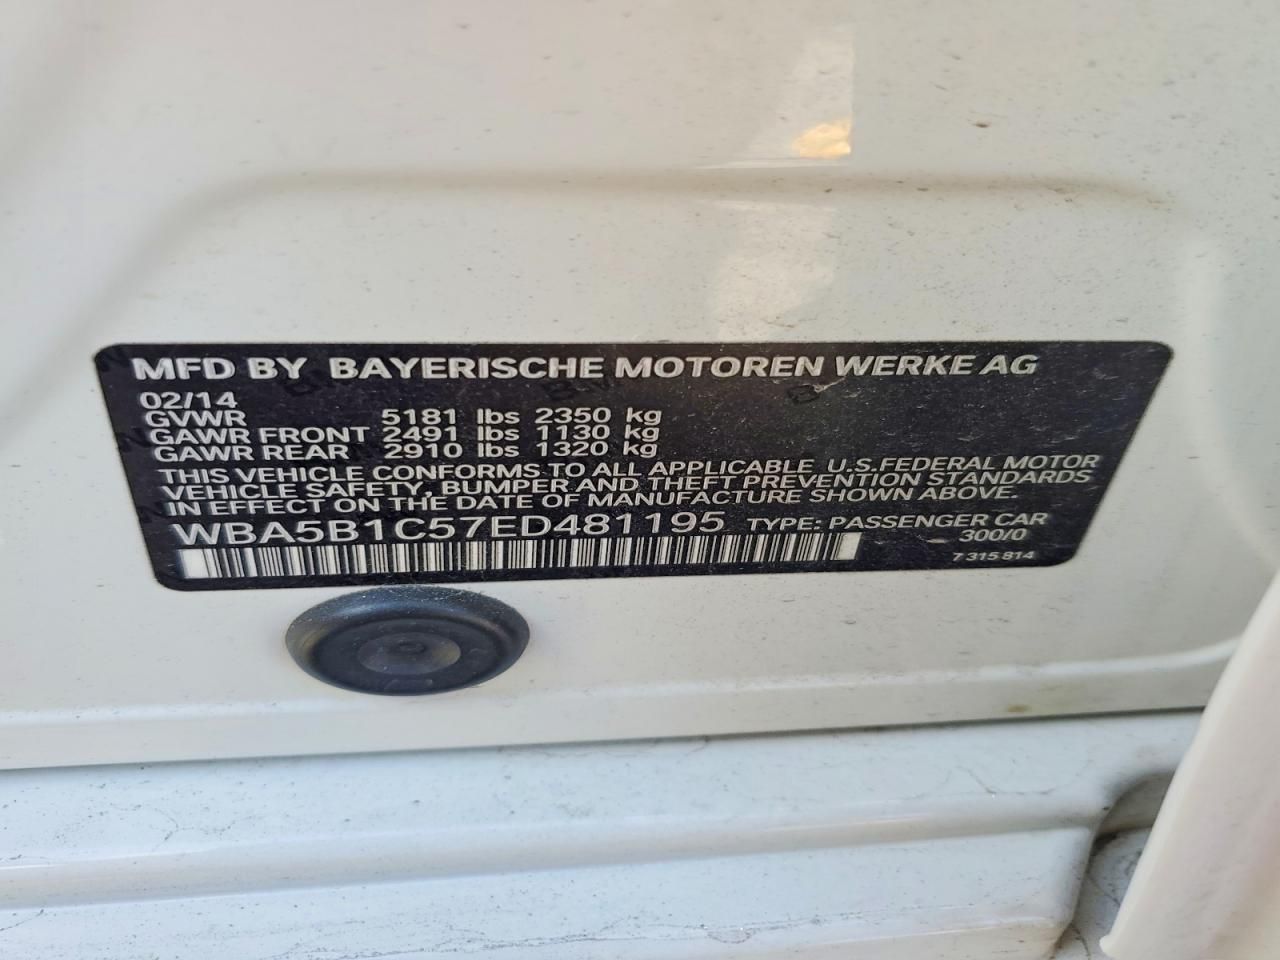 MFD BY BAYERISCHE MOTOREN WERKE AG
02/14
GVWR 5181 lbs 2350 kg
GAWR FRONT 2491 lbs 1130 kg
GAWR REAR 2910 lbs 1320 kg
THIS VEHICLE CONFORMS TO ALL APPLICABLE U.S.FEDERAL MOTOR
VEHICLE SAFETY, BUMPER AND THEFT PREVENTION STANDARDS
IN EFFECT ON THE DATE OF MANUFACTURE SHOWN ABOVE.
WBA5B1C57ED481195 TYPE: PASSENGER CAR
300/0
7 315 814